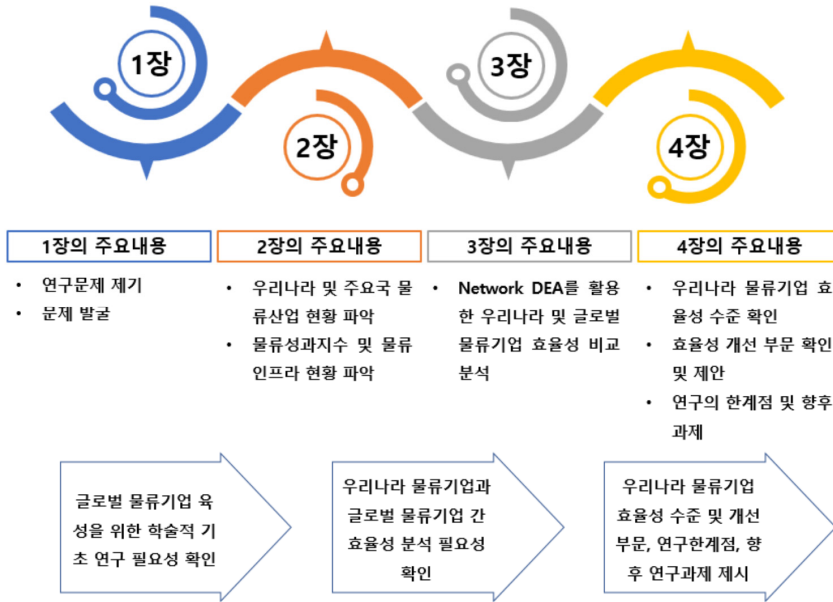 1장
2장
3장
4장
1장의 주요내용
• 연구문제 제기
• 문제 발굴
2장의 주요내용
• 우리나라 및 주요국 물
류산업 현황 파악
• 물류성과지수 및 물류
인프라 현황 파악
3장의 주요내용
• Network DEA를 활용
한 우리나라 및 글로벌
물류기업 효율성 비교
분석
4장의 주요내용
• 우리나라 물류기업 효
율성 수준 확인
• 효율성 개선 부문 확인
및 제안
• 연구의 한계점 및 향후
과제
글로벌 물류기업 육
성을 위한 학술적 기
초 연구 필요성 확인
우리나라 물류기업과
글로벌 물류기업 간
효율성 분석 필요성
확인
우리나라 물류기업
효율성 수준 및 개선
부문, 연구한계점, 향
후 연구과제 제시